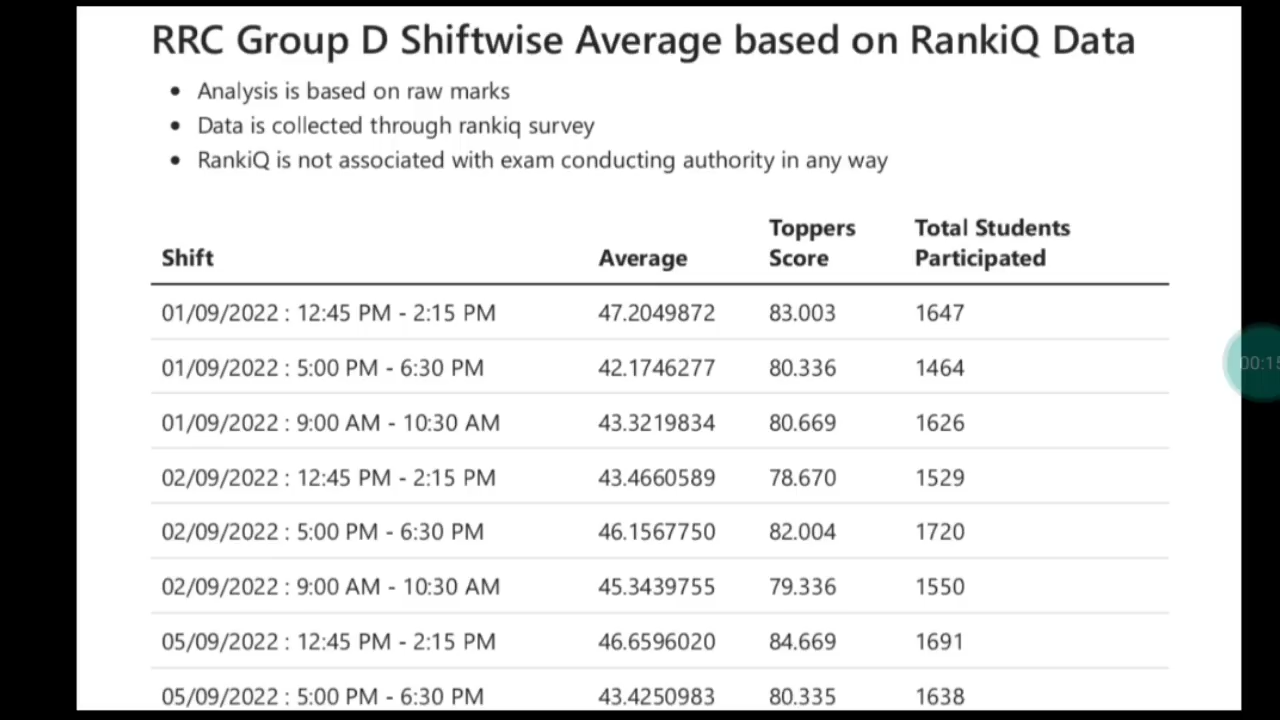 RRC Group D Shiftwise Average based on RankiQ Data
• Analysis is based on raw marks
• Data is collected through rankiq survey
• RankiQ is not associated with exam conducting authority in any way
Shift Average Toppers Score Total Students Participated
01/09/2022 : 12:45 PM - 2:15 PM 47.2049872 83.003 1647
01/09/2022 : 5:00 PM - 6:30 PM 42.1746277 80.336 1464
01/09/2022 : 9:00 AM - 10:30 AM 43.3219834 80.669 1626
02/09/2022 : 12:45 PM - 2:15 PM 43.4660589 78.670 1529
02/09/2022 : 5:00 PM - 6:30 PM 46.1567750 82.004 1720
02/09/2022 : 9:00 AM - 10:30 AM 45.3439755 79.336 1550
05/09/2022 : 12:45 PM - 2:15 PM 46.6596020 84.669 1691
05/09/2022 : 5:00 PM - 6:30 PM 43.4250983 80.335 1638
00:15